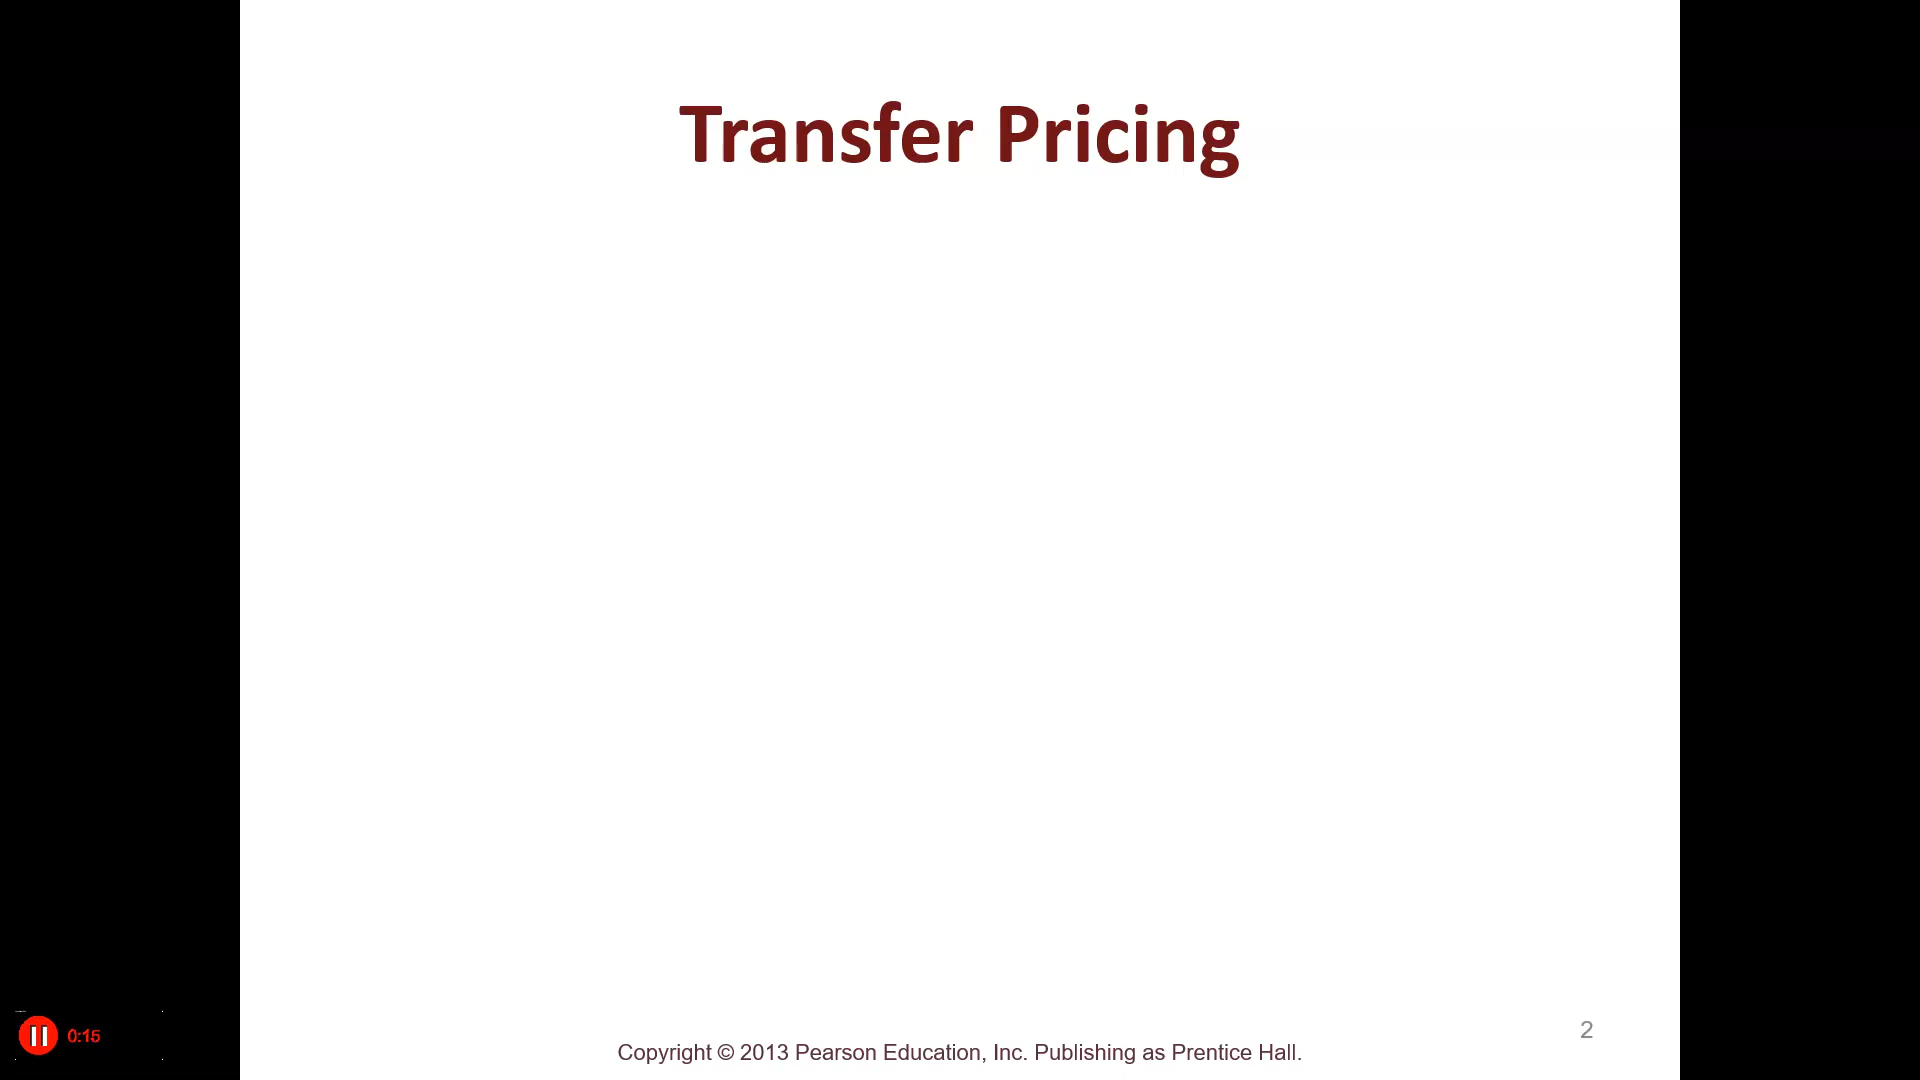 Transfer Pricing
2
0:15
Copyright © 2013 Pearson Education, Inc. Publishing as Prentice Hall.